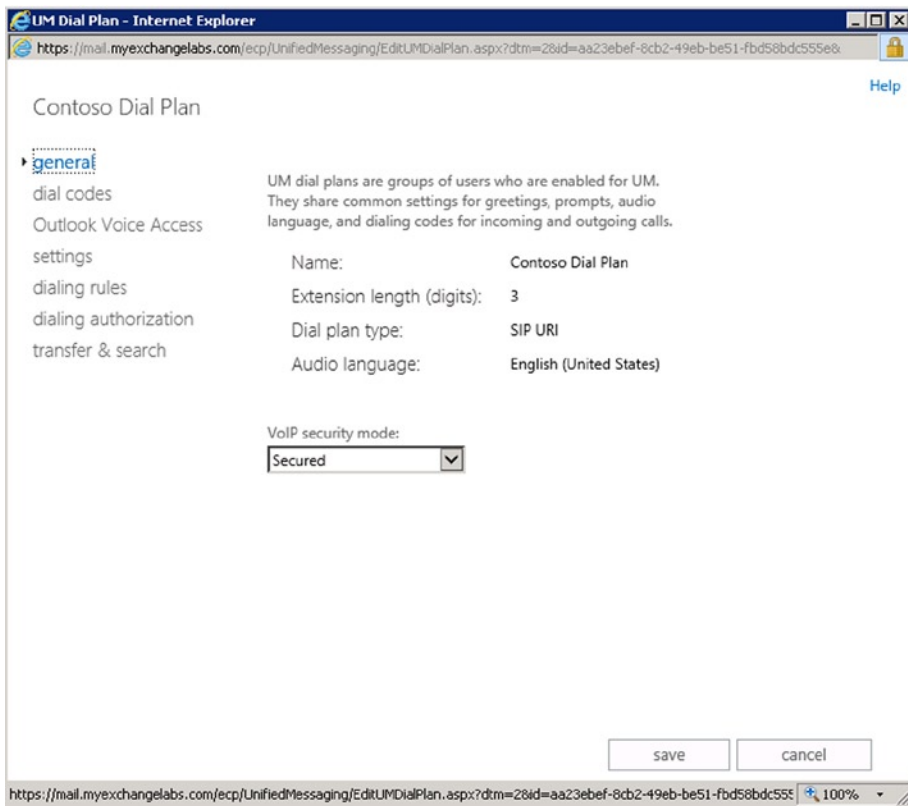 UM Dial Plan - Internet Explorer
https://mail.myexchangelabs.com/ecp/UnifiedMessaging/EditUMDialPlan.aspx?dtm=2&id=aa23ebef-8cb2-49eb-be51-fbd58bdc555e&
Help
Contoso Dial Plan
general
dial codes
Outlook Voice Access
settings
dialing rules
dialing authorization
transfer & search
UM dial plans are groups of users who are enabled for UM.
They share common settings for greetings, prompts, audio
language, and dialing codes for incoming and outgoing calls.
Name: Contoso Dial Plan
Extension length (digits): 3
Dial plan type: SIP URI
Audio language: English (United States)
VoIP security mode:
Secured
save cancel
https://mail.myexchangelabs.com/ecp/UnifiedMessaging/EditUMDialPlan.aspx?dtm=2&id=aa23ebef-8cb2-49eb-be51-fbd58bdc555 100%